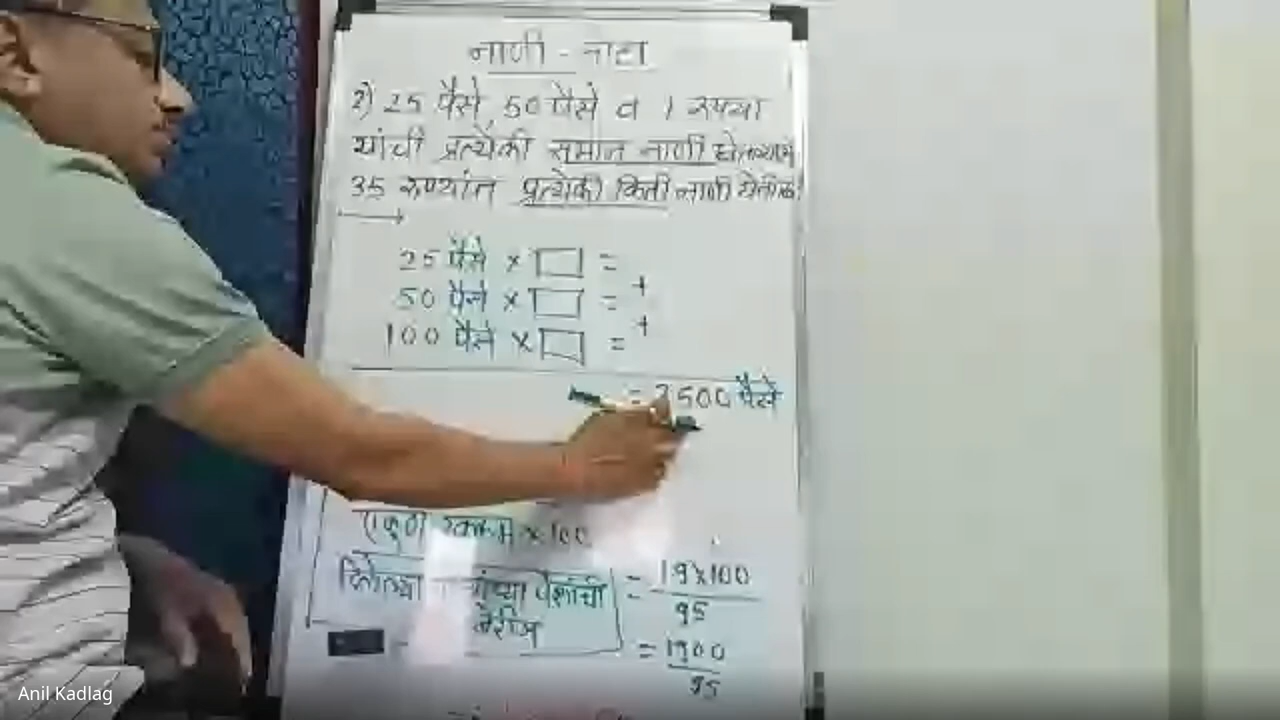 नाणी - नोटा
2) 25 पैसे, 50 पैसे व 1 रुपया
यांची प्रत्येकी समान नाणी घेतल्यास
35 रुपयांत प्रत्येकी किती नाणी येतील
25 पैसे × =
+
50 पैसे × =
+
100 पैसे × =
= 3500 पैसे
एकूण रक्कम × 100
दिलेल्या पैशांची
बेरीज
= 19×100
95
= 1900
95
Anil Kadlag